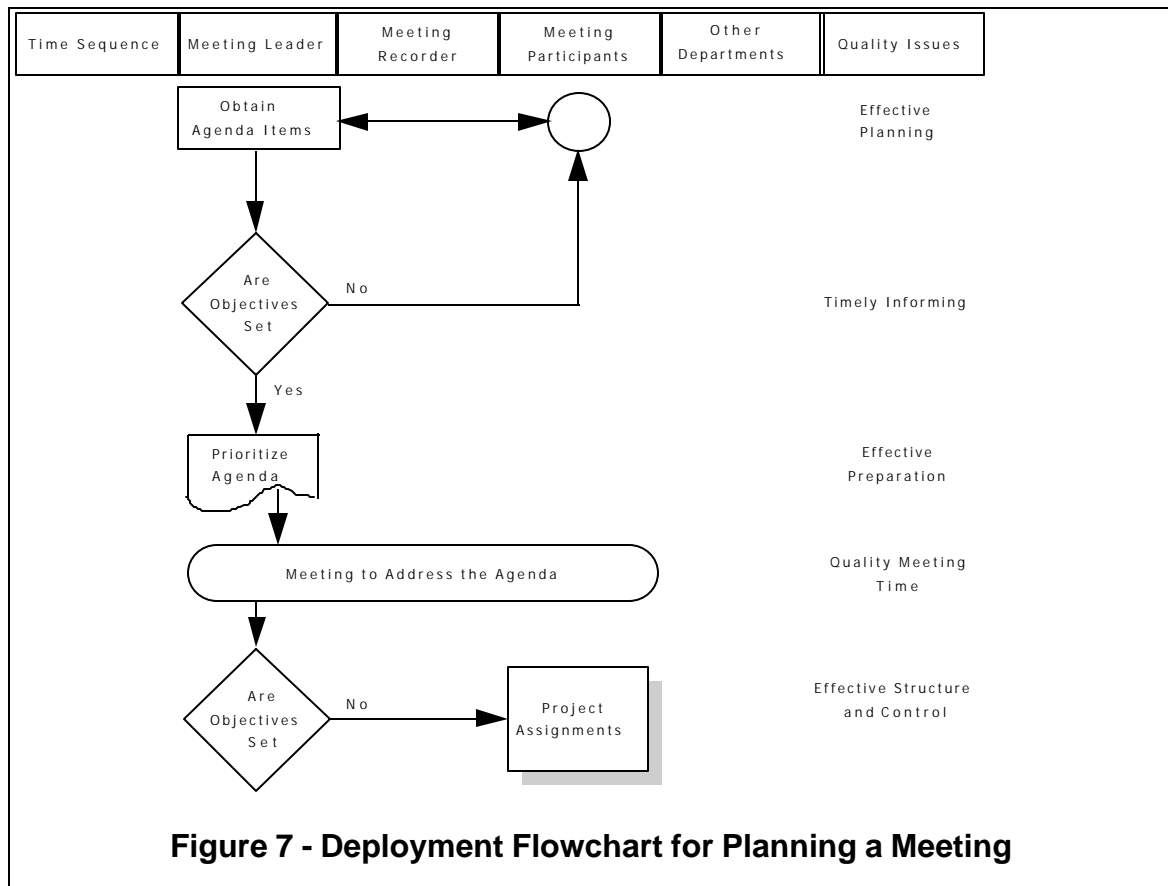 Time Sequence
Meeting Leader
Meeting
Recorder
Meeting
Participants
Other
Departments
Quality Issues
Obtain
Agenda Items
Effective
Planning
Are
Objectives
Set
No
Timely Informing
Yes
Prioritize
Agenda
Effective
Preparation
Meeting to Address the Agenda
Quality Meeting
Time
Are
Objectives
Set
No
Project
Assignments
Effective Structure
and Control
Figure 7 - Deployment Flowchart for Planning a Meeting